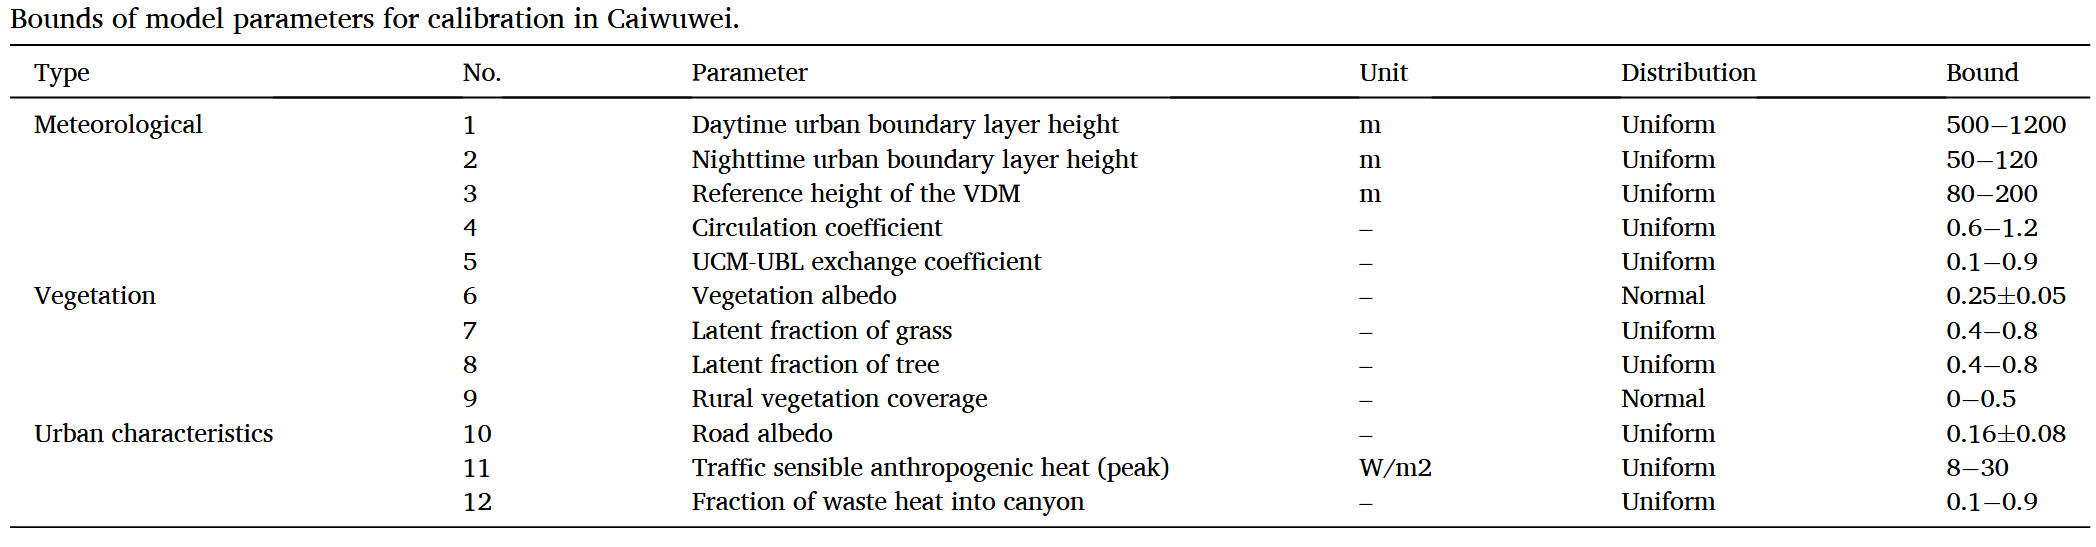 Bounds of model parameters for calibration in Caiwuwei.
Type No. Parameter Unit Distribution Bound
Meteorological 1 Daytime urban boundary layer height m Uniform 500−1200
2 Nighttime urban boundary layer height m Uniform 50−120
3 Reference height of the VDM m Uniform 80−200
4 Circulation coefficient – Uniform 0.6−1.2
5 UCM-UBL exchange coefficient – Uniform 0.1−0.9
Vegetation 6 Vegetation albedo – Normal 0.25±0.05
7 Latent fraction of grass – Uniform 0.4−0.8
8 Latent fraction of tree – Uniform 0.4−0.8
9 Rural vegetation coverage – Normal 0−0.5
Urban characteristics 10 Road albedo – Uniform 0.16±0.08
11 Traffic sensible anthropogenic heat (peak) W/m2 Uniform 8−30
12 Fraction of waste heat into canyon – Uniform 0.1−0.9